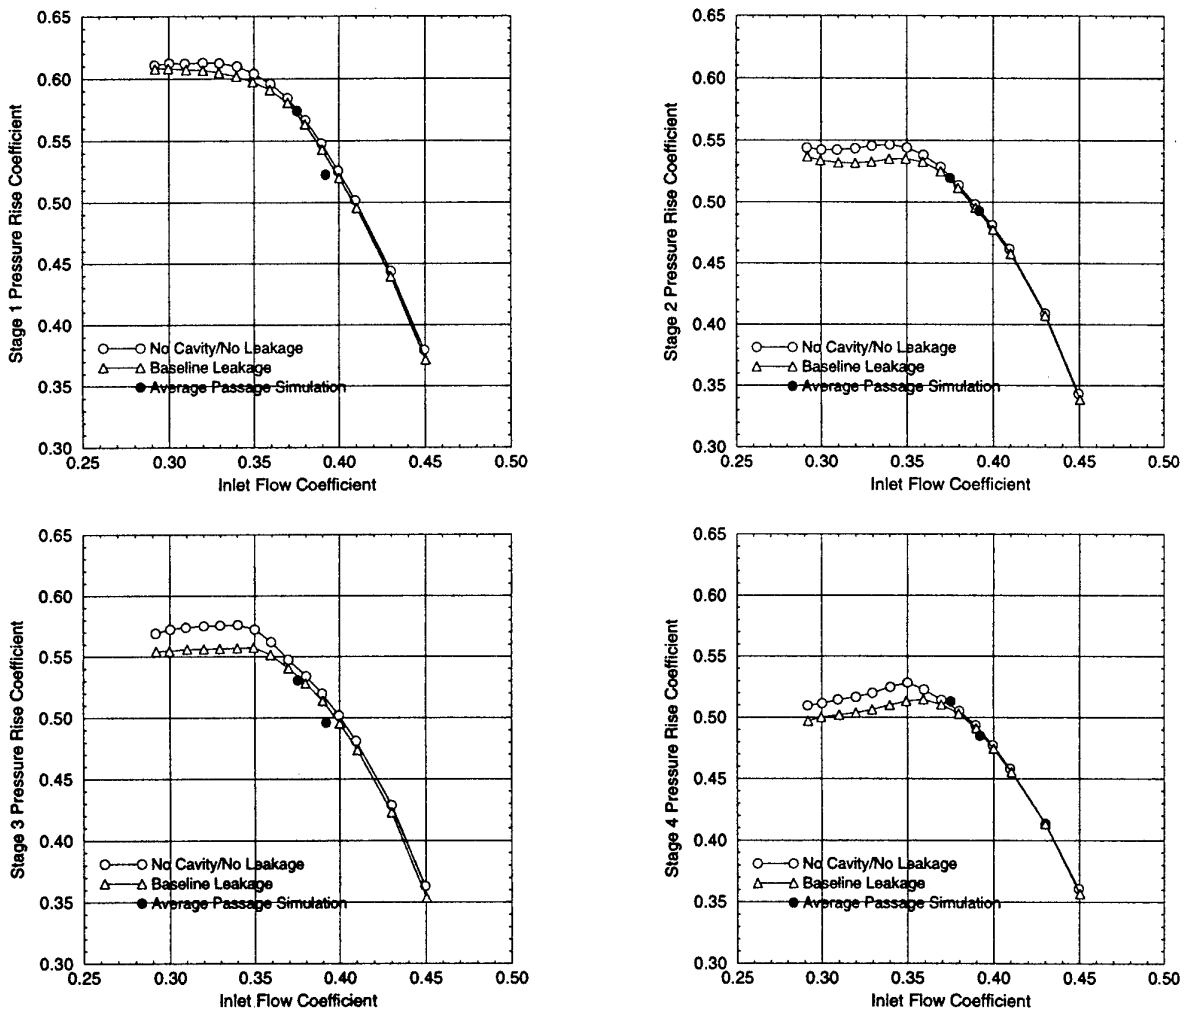 0.65
0.60
0.55
0.50
0.45
0.40
0.35
0.30
Stage 1 Pressure Rise Coefficient
No Cavity/No Leakage
Baseline Leakage
Average Passage Simulation
0.25 0.30 0.35 0.40 0.45 0.50
Inlet Flow Coefficient
0.65
0.60
0.55
0.50
0.45
0.40
0.35
0.30
Stage 2 Pressure Rise Coefficient
No Cavity/No Leakage
Baseline Leakage
Average Passage Simulation
0.25 0.30 0.35 0.40 0.45 0.50
Inlet Flow Coefficient
0.65
0.60
0.55
0.50
0.45
0.40
0.35
0.30
Stage 3 Pressure Rise Coefficient
No Cavity/No Leakage
Baseline Leakage
Average Passage Simulation
0.25 0.30 0.35 0.40 0.45 0.50
Inlet Flow Coefficient
0.65
0.60
0.55
0.50
0.45
0.40
0.35
0.30
Stage 4 Pressure Rise Coefficient
No Cavity/No Leakage
Baseline Leakage
Average Passage Simulation
0.25 0.30 0.35 0.40 0.45 0.50
Inlet Flow Coefficient